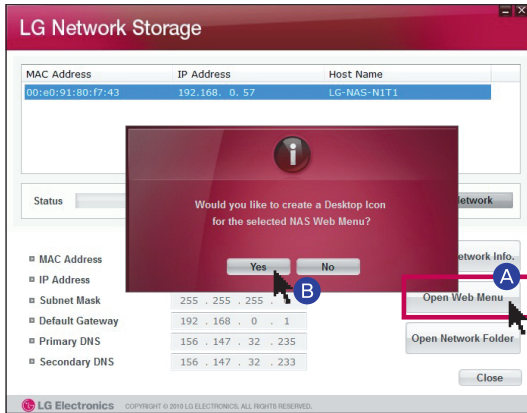 LG Network Storage
MAC Address IP Address Host Name
00:e0:91:80:f7:43 192.168. 0. 57 LG-NAS-N1T1
Would you like to create a Desktop Icon
for the selected NAS Web Menu?
Status
Yes No
B
MAC Address
Info.
A
IP Address
Subnet Mask 255 . 255 . 255 .
Open Web Menu
Default Gateway 192 . 168 . 0 . 1
Primary DNS 156 . 147 . 32 . 235
Open Network Folder
Secondary DNS 156 . 147 . 32 . 233
Close
LG Electronics COPYRIGHT © 2010 LG ELECTRONICS. ALL RIGHTS RESERVED.